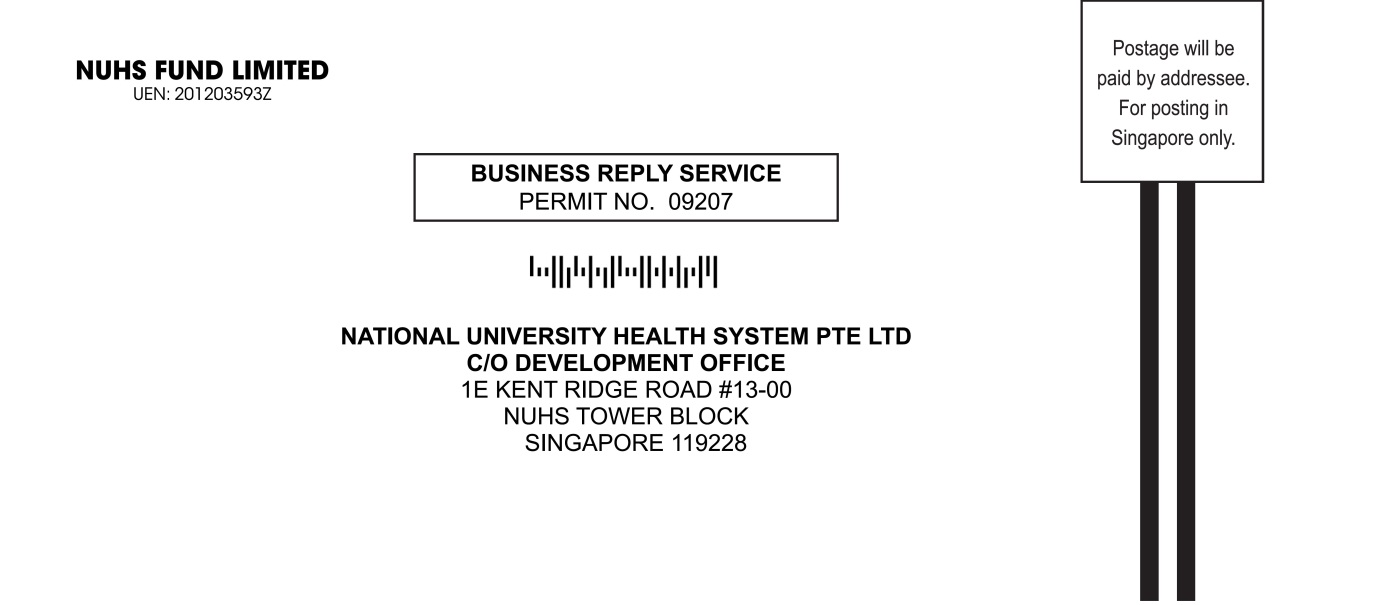 NUHS FUND LIMITED
UEN: 201203593Z
Postage will be
paid by addressee.
For posting in
Singapore only.
BUSINESS REPLY SERVICE
PERMIT NO. 09207
NATIONAL UNIVERSITY HEALTH SYSTEM PTE LTD
C/O DEVELOPMENT OFFICE
1E KENT RIDGE ROAD #13-00
NUHS TOWER BLOCK
SINGAPORE 119228